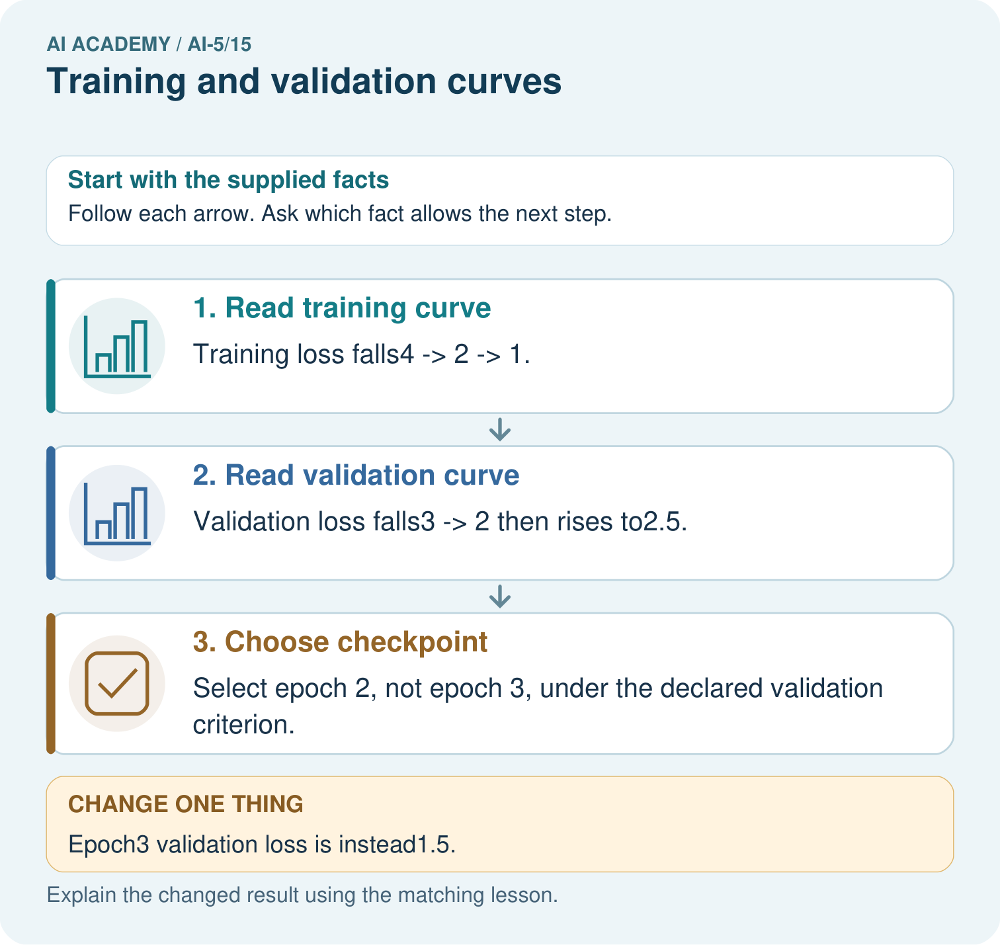 AI ACADEMY / AI-5/15
Training and validation curves
Start with the supplied facts
Follow each arrow. Ask which fact allows the next step.
1. Read training curve
Training loss falls4 -> 2 -> 1.
2. Read validation curve
Validation loss falls3 -> 2 then rises to2.5.
3. Choose checkpoint
Select epoch 2, not epoch 3, under the declared validation
criterion.
CHANGE ONE THING
Epoch3 validation loss is instead1.5.
Explain the changed result using the matching lesson.